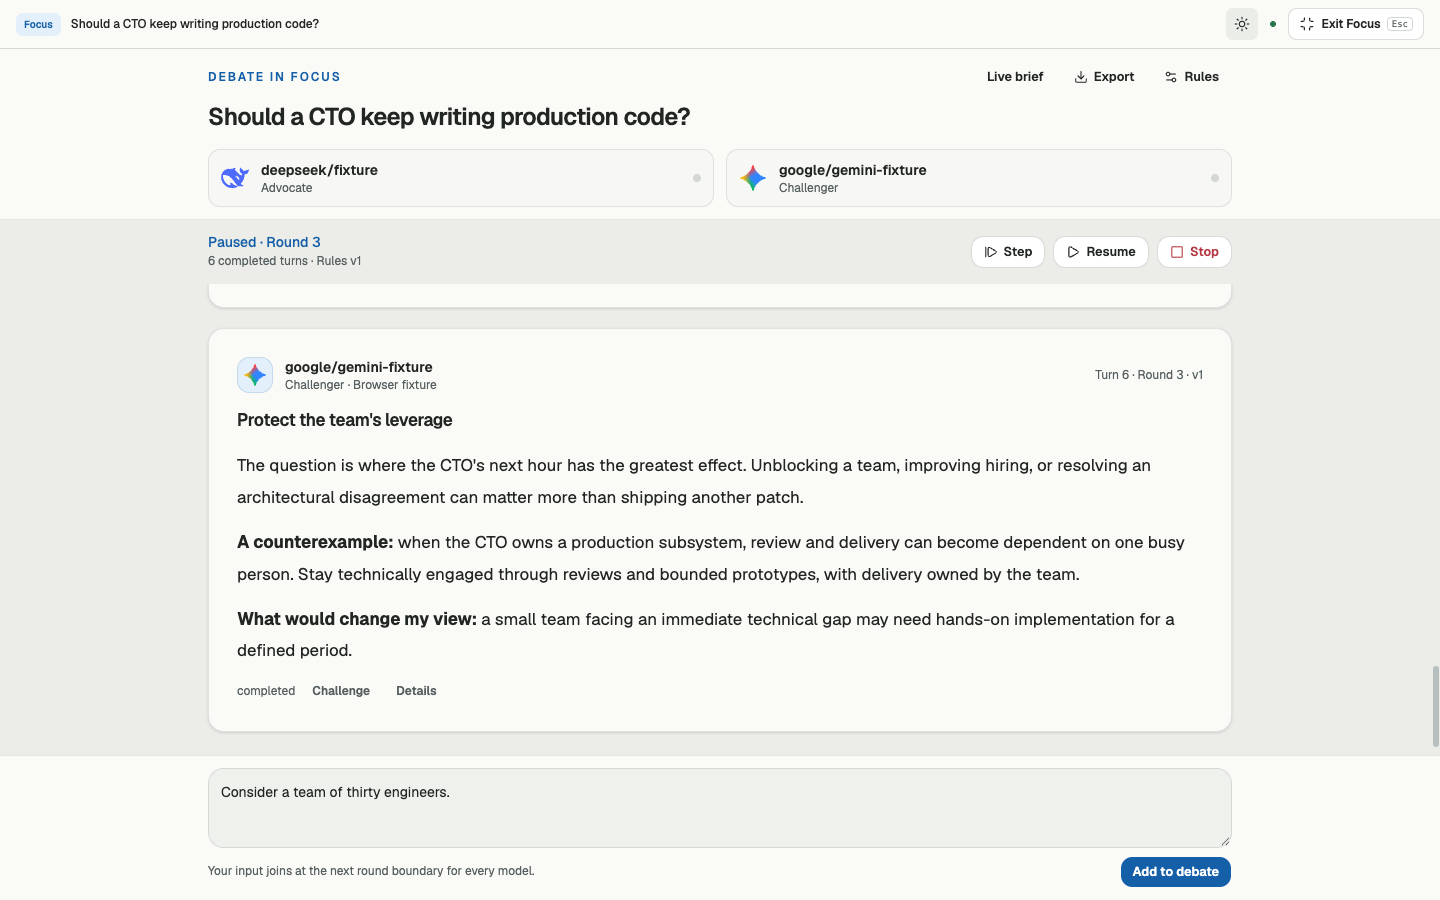 Focus Should a CTO keep writing production code? Exit Focus Esc
DEBATE IN FOCUS Live brief Export Rules
Should a CTO keep writing production code?
deepseek/fixture
Advocate
google/gemini-fixture
Challenger
Paused · Round 3
6 completed turns · Rules v1
Step Resume Stop
google/gemini-fixture
Challenger · Browser fixture
Turn 6 · Round 3 · v1
Protect the team's leverage
The question is where the CTO's next hour has the greatest effect. Unblocking a team, improving hiring, or resolving an
architectural disagreement can matter more than shipping another patch.
A counterexample: when the CTO owns a production subsystem, review and delivery can become dependent on one busy
person. Stay technically engaged through reviews and bounded prototypes, with delivery owned by the team.
What would change my view: a small team facing an immediate technical gap may need hands-on implementation for a
defined period.
completed Challenge Details
Consider a team of thirty engineers.
Your input joins at the next round boundary for every model.
Add to debate